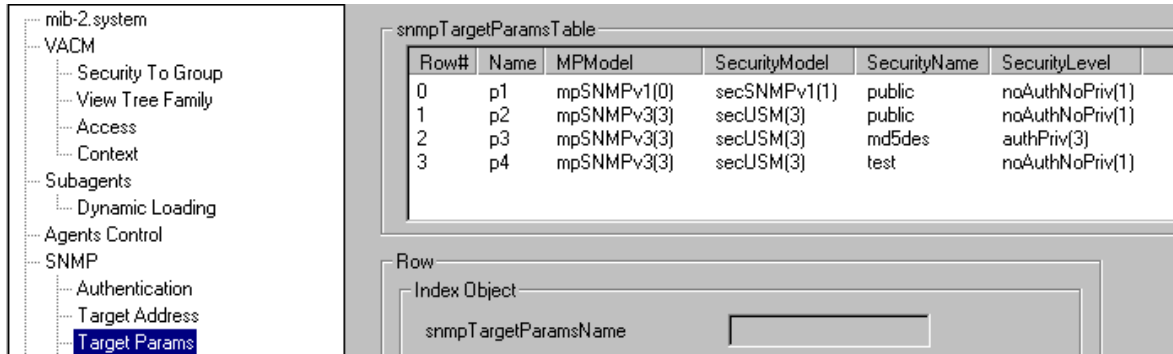 mib-2.system
VACM
Security To Group
View Tree Family
Access
Context
Subagents
Dynamic Loading
Agents Control
SNMP
Authentication
Target Address
Target Params
snmpTargetParamsTable
Row# Name MPModel SecurityModel SecurityName SecurityLevel
0 p1 mpSNMPv1(0) secSNMPv1(1) public noAuthNoPriv(1)
1 p2 mpSNMPv3(3) secUSM(3) public noAuthNoPriv(1)
2 p3 mpSNMPv3(3) secUSM(3) md5des authPriv(3)
3 p4 mpSNMPv3(3) secUSM(3) test noAuthNoPriv(1)
Row
Index Object
snmpTargetParamsName